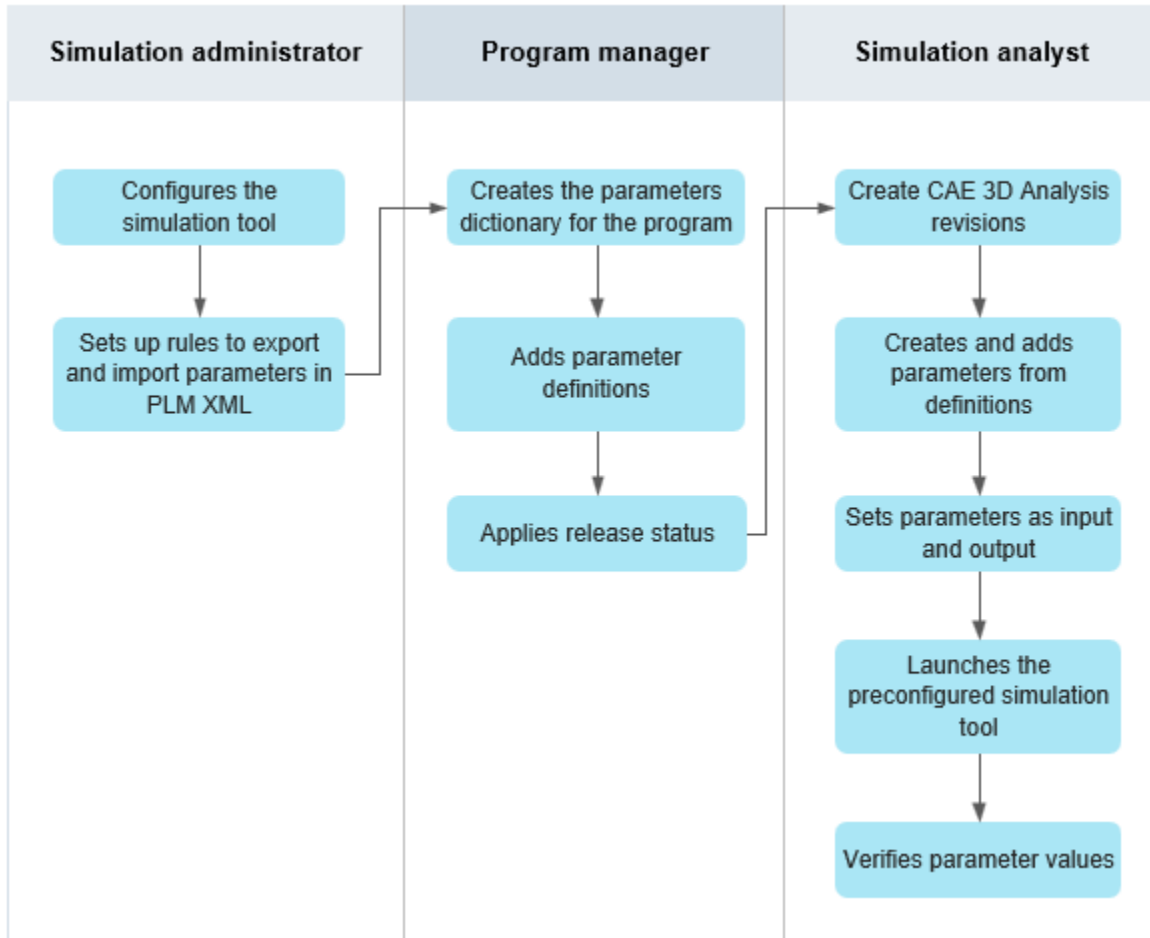 Simulation administrator
Program manager
Simulation analyst
Configures the
simulation tool
Sets up rules to export
and import parameters in
PLM XML
Creates the parameters
dictionary for the program
Adds parameter
definitions
Applies release status
Create CAE 3D Analysis
revisions
Creates and adds
parameters from
definitions
Sets parameters as input
and output
Launches the
preconfigured simulation
tool
Verifies parameter values